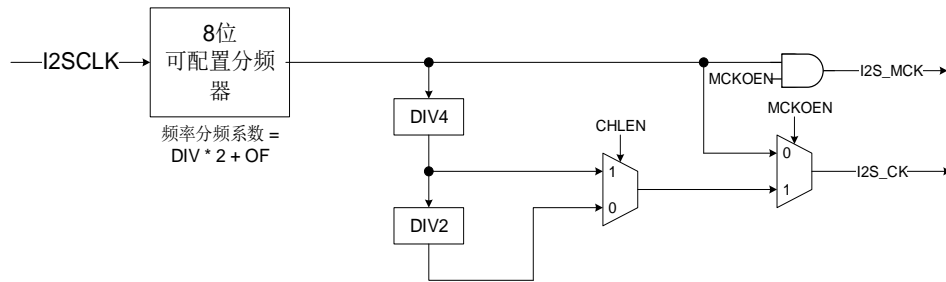 I2SCLK
8位
可配置分频
器
频率分频系数 =
DIV * 2 + OF
DIV4
DIV2
CHLEN
1
0
MCKOEN
I2S_MCK
MCKOEN
0
1
I2S_CK